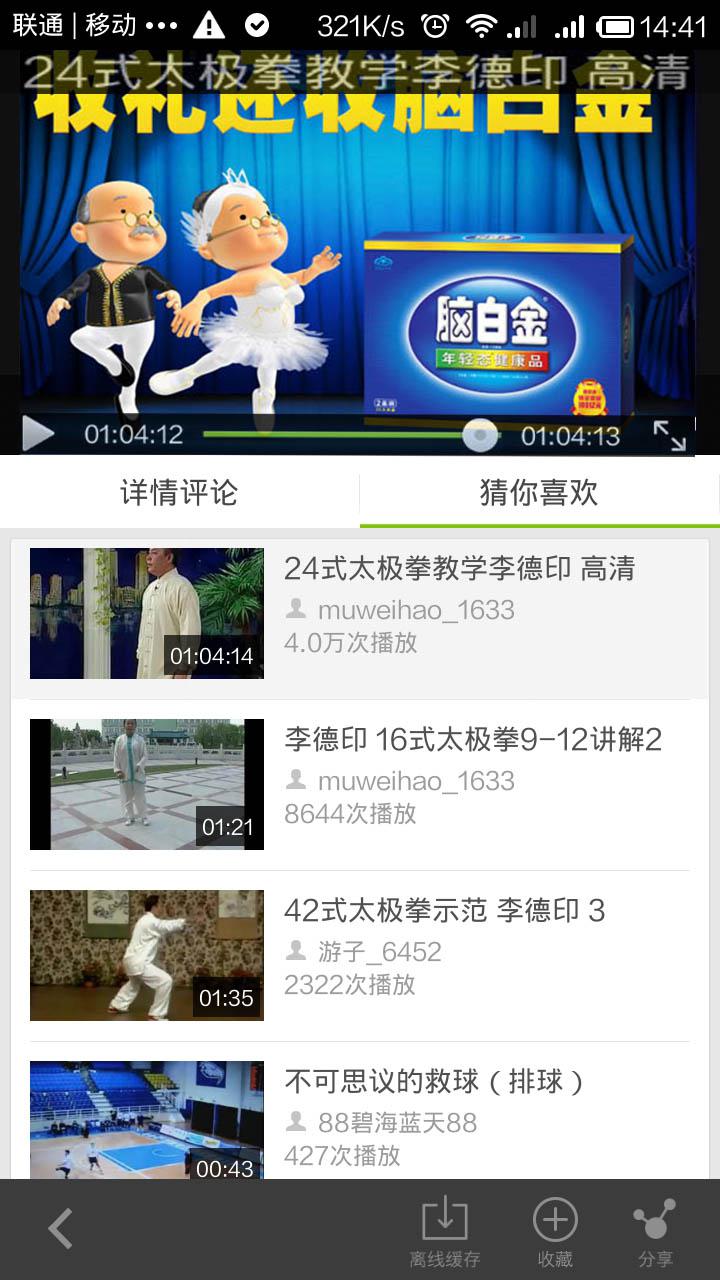 联通 | 移动 ••• 321K/s 14:41
24式太极拳教学李德印 高清
收礼还收脑白金
脑白金
年轻态健康品
01:04:12 01:04:13
详情评论 猜你喜欢
24式太极拳教学李德印 高清
muweihao_1633
01:04:14
4.0万次播放
李德印 16式太极拳9-12讲解2
muweihao_1633
01:21
8644次播放
42式太极拳示范 李德印 3
游子_6452
01:35
2322次播放
不可思议的救球（排球）
88碧海蓝天88
00:43
427次播放
离线缓存 收藏 分享